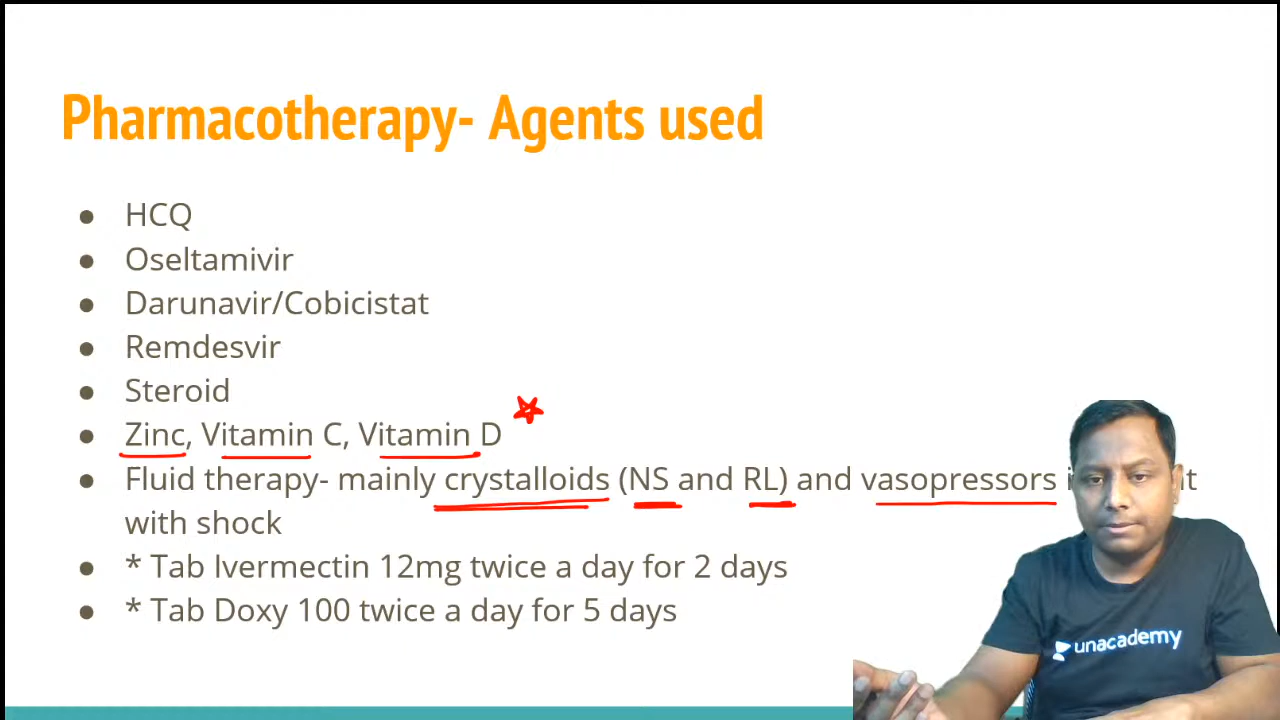 Pharmacotherapy- Agents used
● HCQ
● Oseltamivir
● Darunavir/Cobicistat
● Remdesvir
● Steroid
● Zinc, Vitamin C, Vitamin D
● Fluid therapy- mainly crystalloids (NS and RL) and vasopressors
with shock
● * Tab Ivermectin 12mg twice a day for 2 days
● * Tab Doxy 100 twice a day for 5 days
unacademy